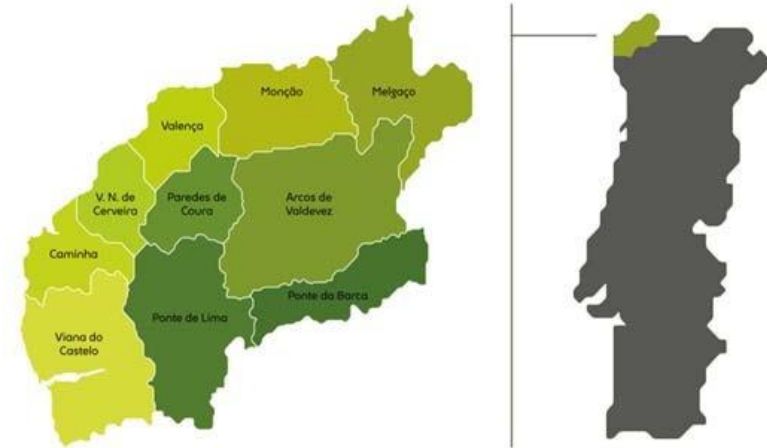 Monção
Melgaço
Valença
V. N. de
Cerveira
Paredes de
Coura
Arcos de
Valdevez
Caminha
Ponte da Barca
Ponte de Lima
Viana do
Castelo